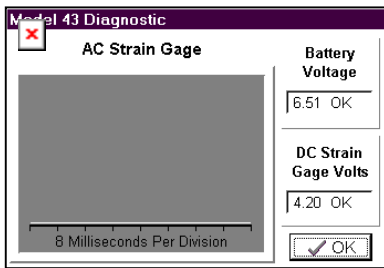 Model 43 Diagnostic
AC Strain Gage
8 Milliseconds Per Division
Battery
Voltage
6.51 OK
DC Strain
Gage Volts
4.20 OK
OK